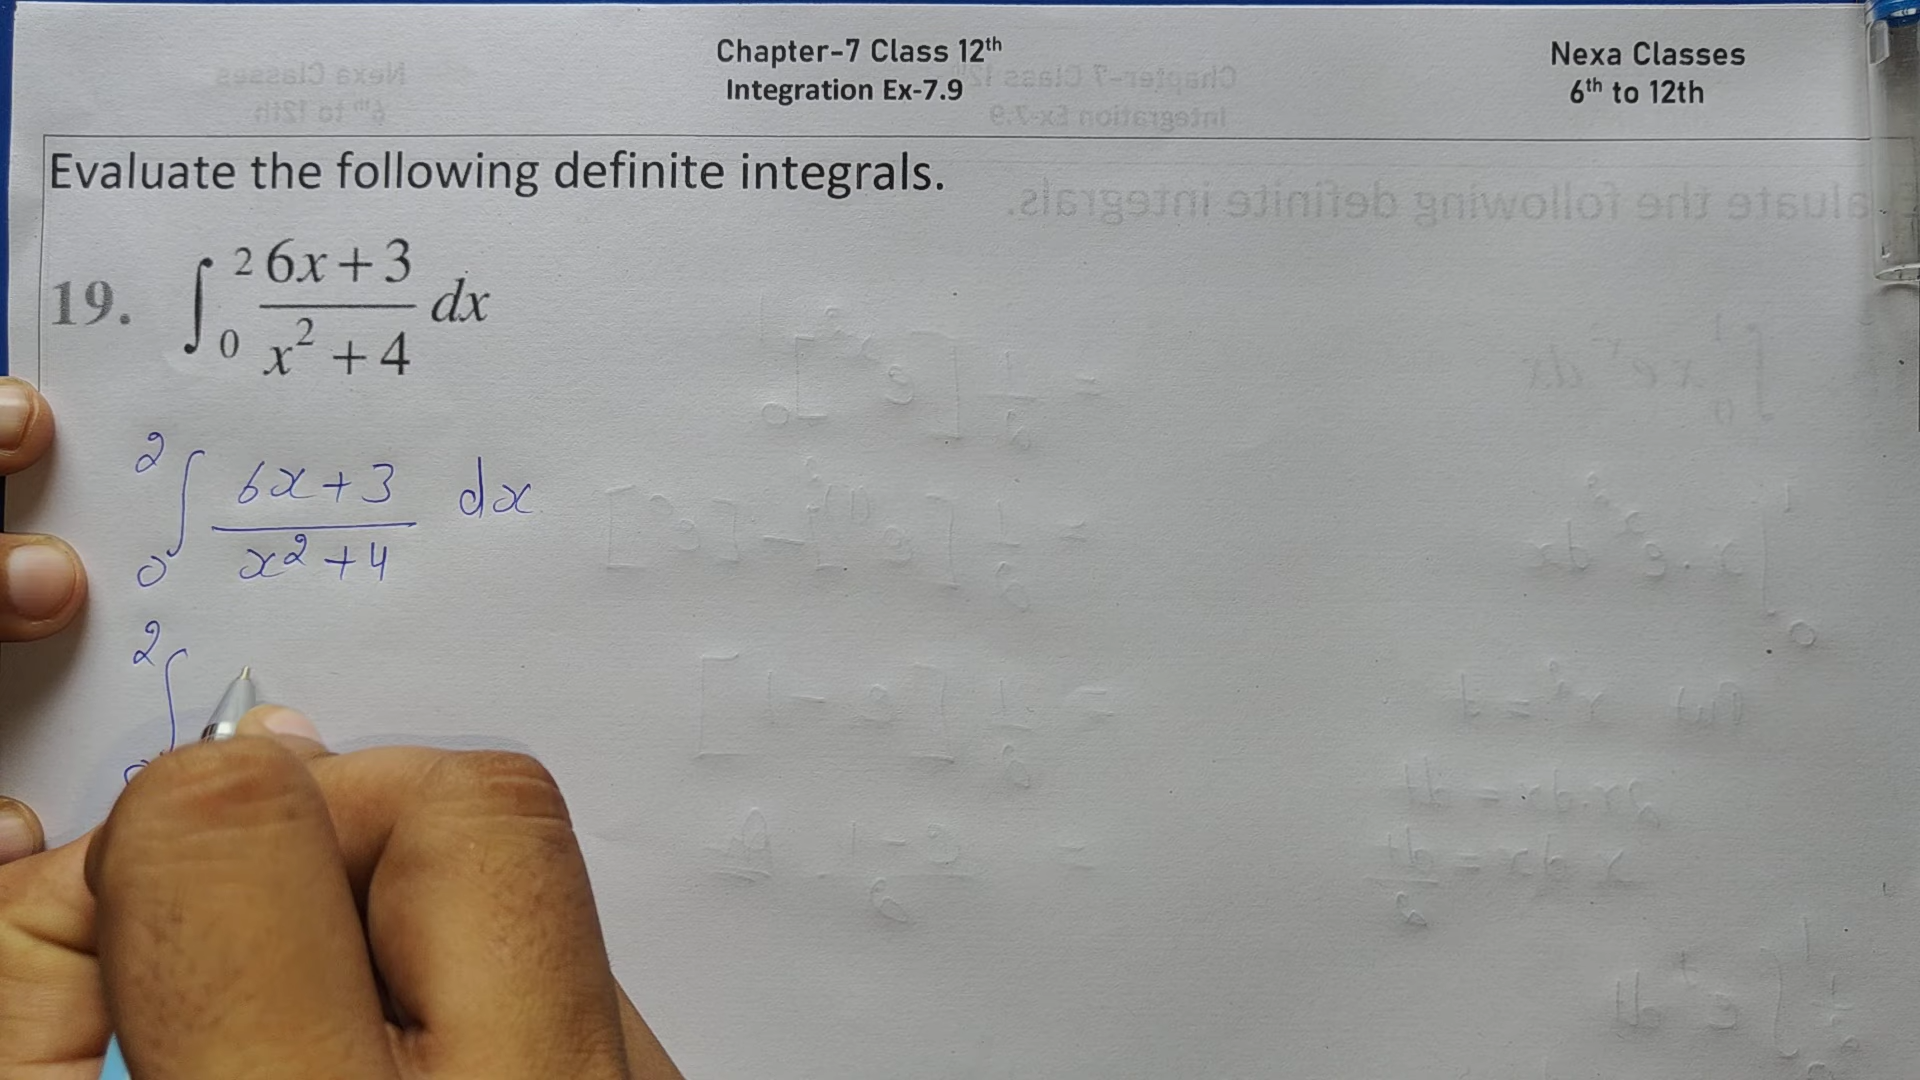 Chapter-7 Class 12th
Integration Ex-7.9
Nexa Classes
6th to 12th
Evaluate the following definite integrals.
19. ∫₀² (6x+3)/(x²+4) dx
₀²∫ (6x+3)/(x²+4) dx
₀²∫